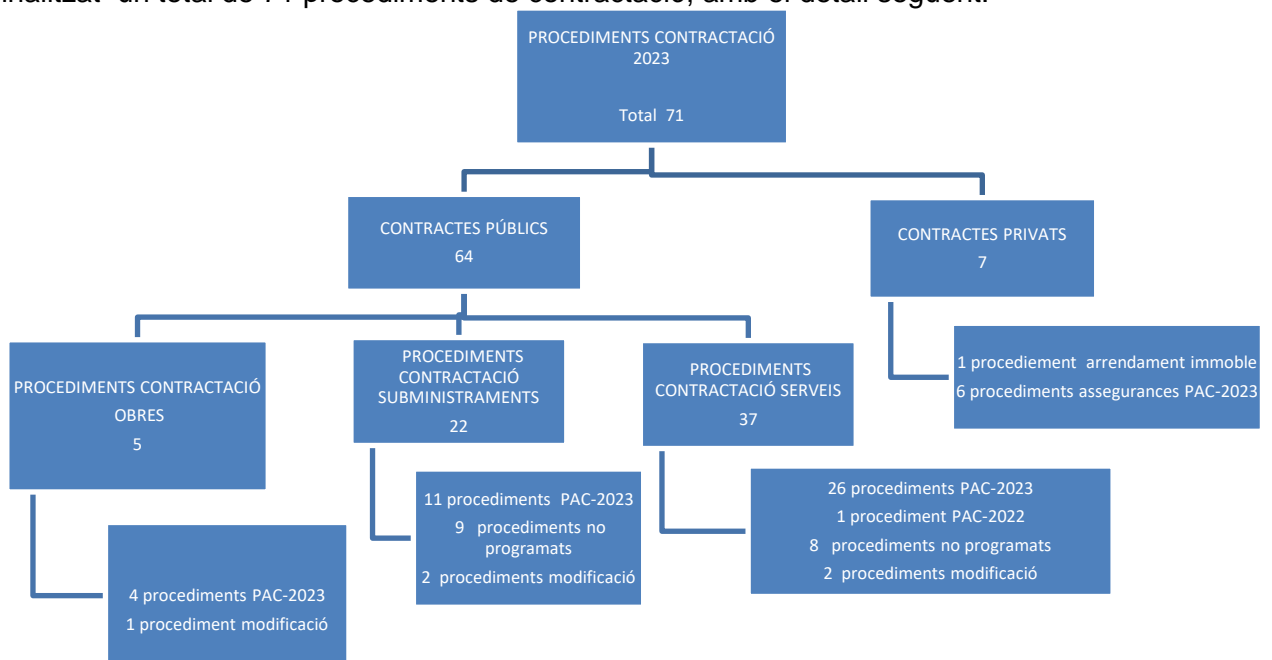 PROCEDIMENTS CONTRACTACIÓ
2023
Total 71
CONTRACTES PÚBLICS
64
CONTRACTES PRIVATS
7
PROCEDIMENTS CONTRACTACIÓ
OBRES
5
PROCEDIMENTS
CONTRACTACIÓ
SUBMINISTRAMENTS
22
PROCEDIMENTS
CONTRACTACIÓ SERVEIS
37
1 procediement arrendament immoble
6 procediments assegurances PAC-2023
4 procediments PAC-2023
1 procediment modificació
11 procediments PAC-2023
9 procediments no
programats
2 procediments modificació
26 procediments PAC-2023
1 procediment PAC-2022
8 procediments no programats
2 procediments modificació